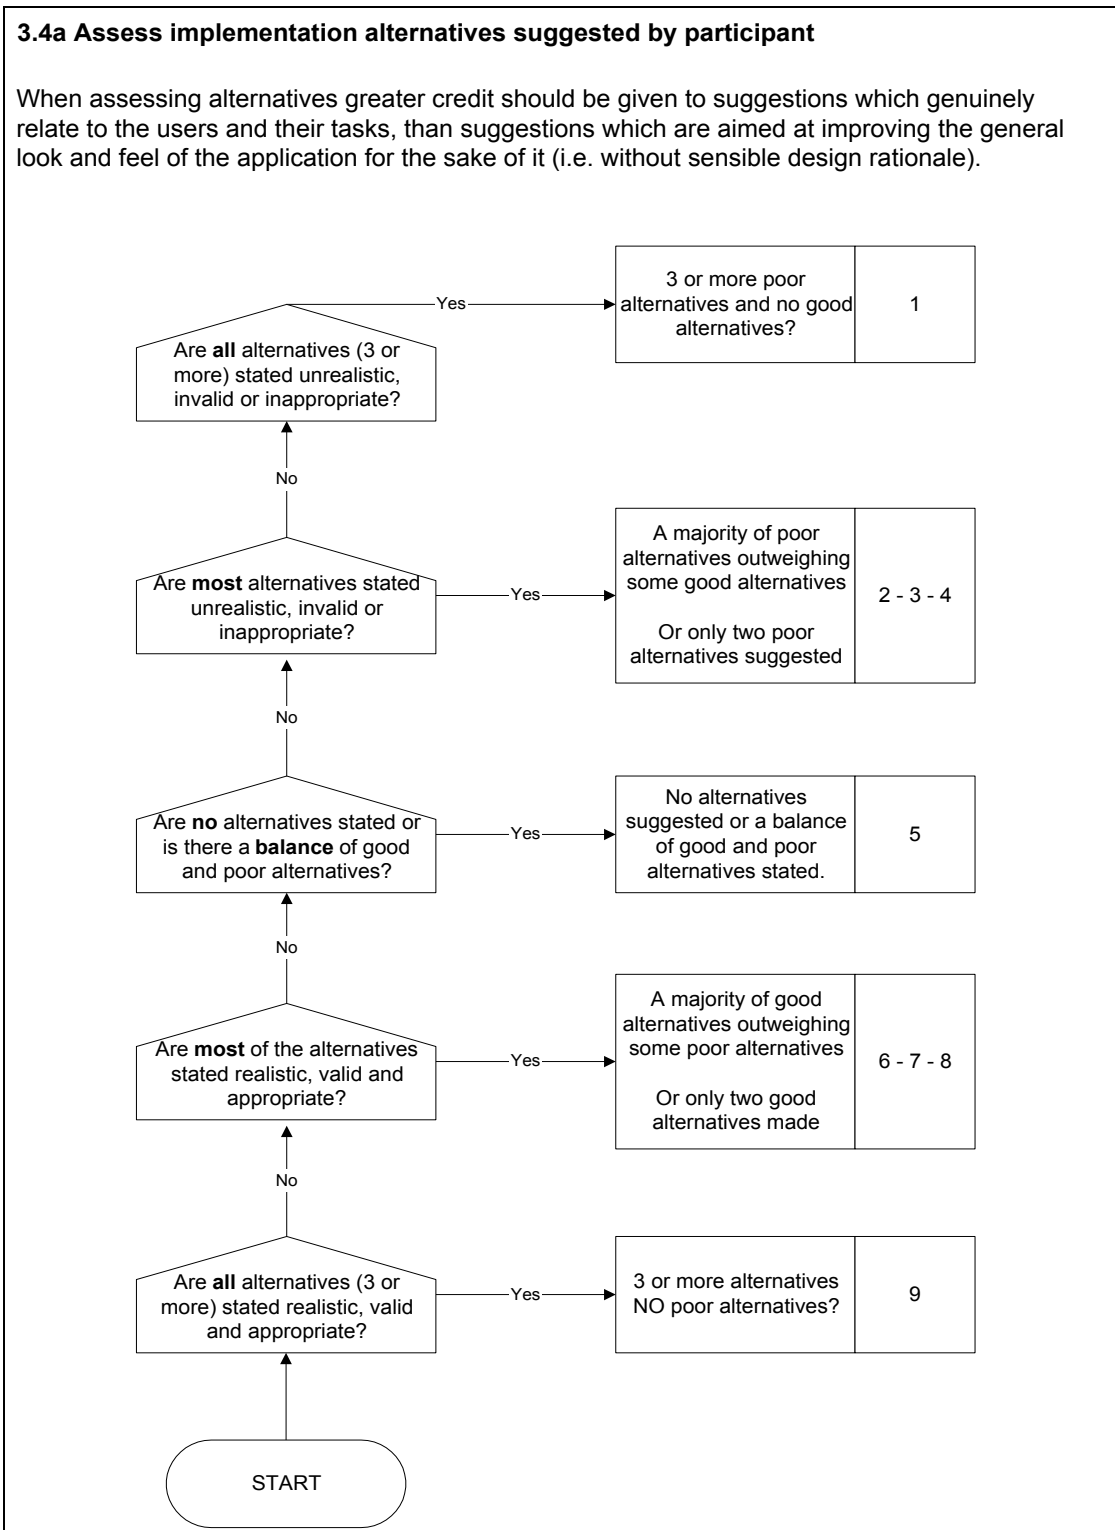 3.4a Assess implementation alternatives suggested by participant
When assessing alternatives greater credit should be given to suggestions which genuinely
relate to the users and their tasks, than suggestions which are aimed at improving the general
look and feel of the application for the sake of it (i.e. without sensible design rationale).
Are all alternatives (3 or
more) stated unrealistic,
invalid or inappropriate?
Yes
3 or more poor
alternatives and no good
alternatives?
1
No
Are most alternatives stated
unrealistic, invalid or
inappropriate?
Yes
A majority of poor
alternatives outweighing
some good alternatives
Or only two poor
alternatives suggested
2 - 3 - 4
No
Are no alternatives stated or
is there a balance of good
and poor alternatives?
Yes
No alternatives
suggested or a balance
of good and poor
alternatives stated.
5
No
Are most of the alternatives
stated realistic, valid and
appropriate?
Yes
A majority of good
alternatives outweighing
some poor alternatives
Or only two good
alternatives made
6 - 7 - 8
No
Are all alternatives (3 or
more) stated realistic, valid
and appropriate?
Yes
3 or more alternatives
NO poor alternatives?
9
START